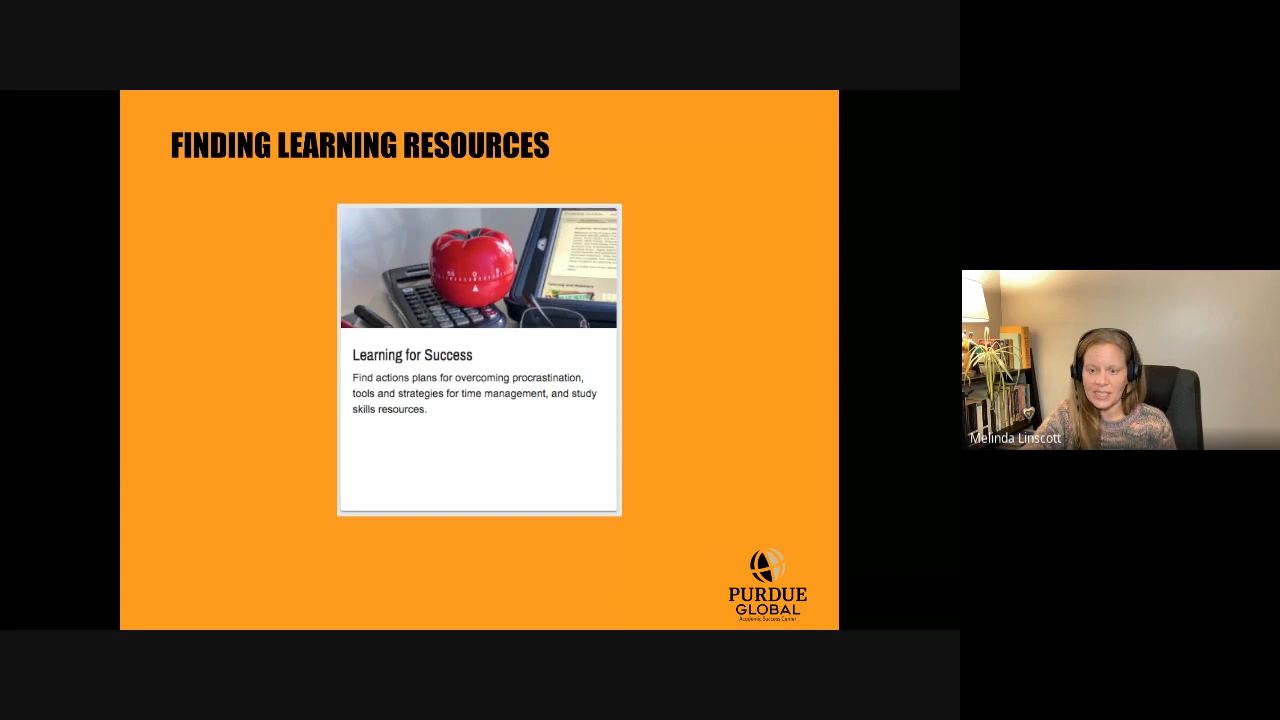 FINDING LEARNING RESOURCES
Learning for Success
Find actions plans for overcoming procrastination,
tools and strategies for time management, and study
skills resources.
PURDUE
GLOBAL
Academic Success Center
Melinda Linscott